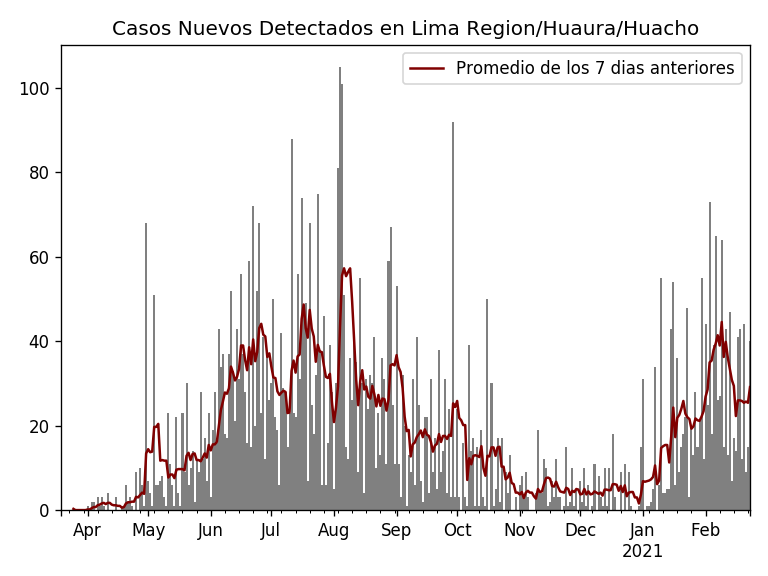 Casos Nuevos Detectados en Lima Region/Huaura/Huacho
Promedio de los 7 dias anteriores
100
80
60
40
20
0
Apr May Jun Jul Aug Sep Oct Nov Dec Jan Feb
2021